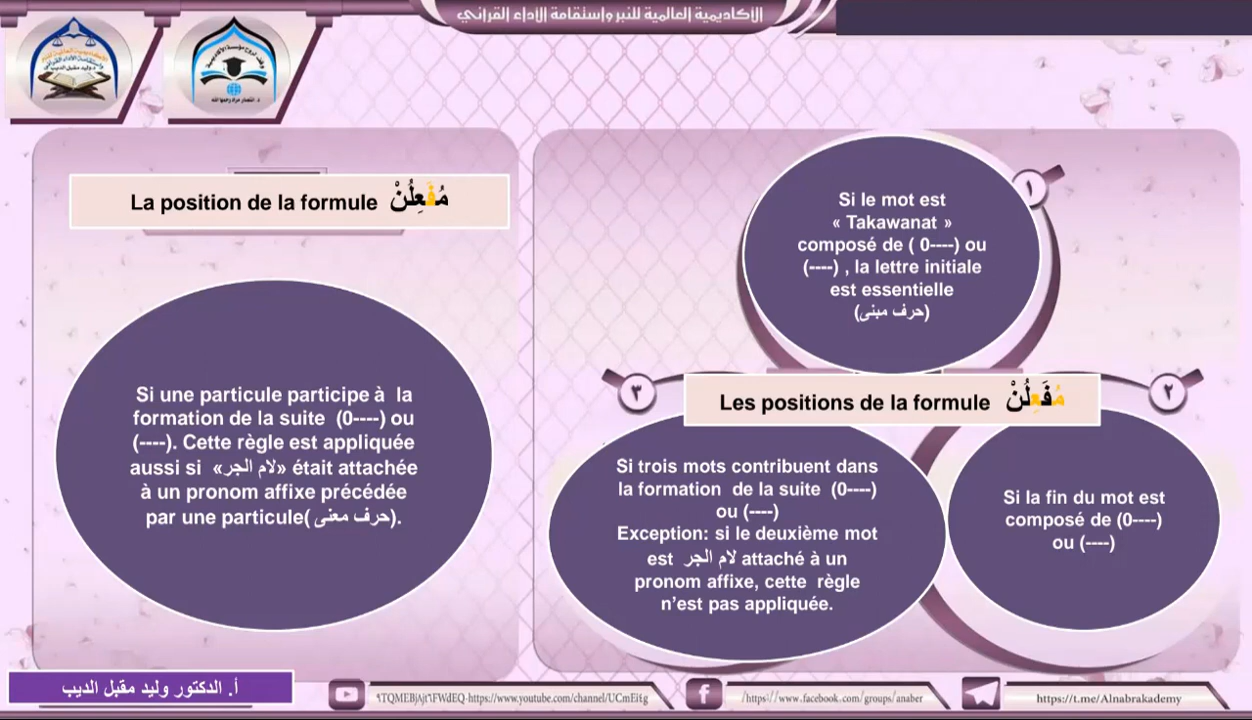 الاكاديمية العالمية للنبر واستقامة الاداء القراني
La position de la formule مُفَعِلُنْ
Si une particule participe à la
formation de la suite (0----) ou
(----). Cette règle est appliquée
aussi si «لام الجر» était attachée
à un pronom affixe précédée
par une particule( حرف معنى).
١
Si le mot est
« Takawanat »
composé de ( 0----) ou
(----) , la lettre initiale
est essentielle
(حرف مبنى)
٣
Les positions de la formule مُفَعِلُنْ
٢
Si trois mots contribuent dans
la formation de la suite (0----)
ou (----)
Exception: si le deuxième mot
est لام الجر attaché à un
pronom affixe, cette règle
n’est pas appliquée.
Si la fin du mot est
composé de (0----)
ou (----)
أ. الدكتور وليد مقبل الديب
https://www.youtube.com/channel/UCmEi
/https://www.facebook.com/groups/anaber
https://t.me/Alnabrakademy